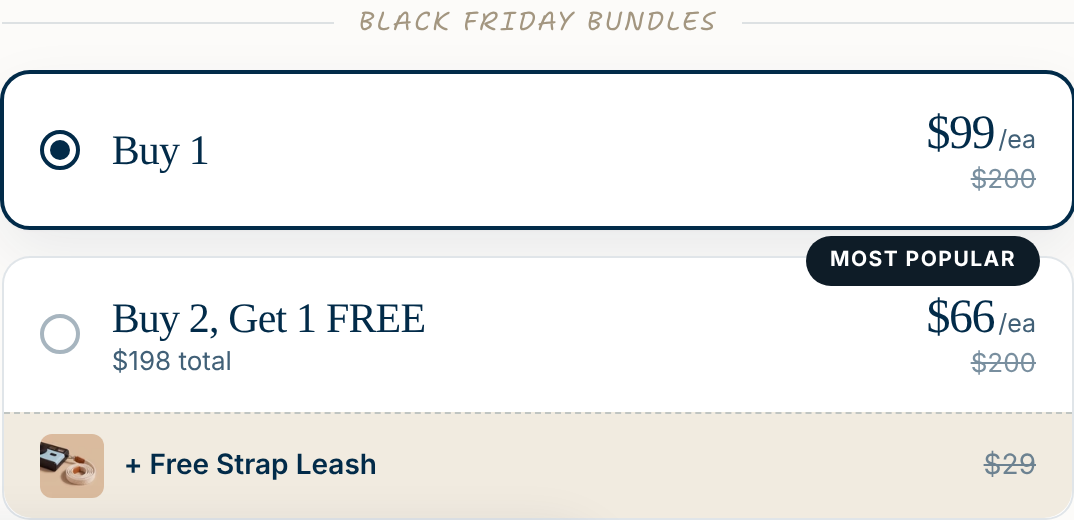 BLACK FRIDAY BUNDLES
Buy 1
$99 /ea
$200
MOST POPULAR
Buy 2, Get 1 FREE
$66 /ea
$198 total
$200
+ Free Strap Leash
$29